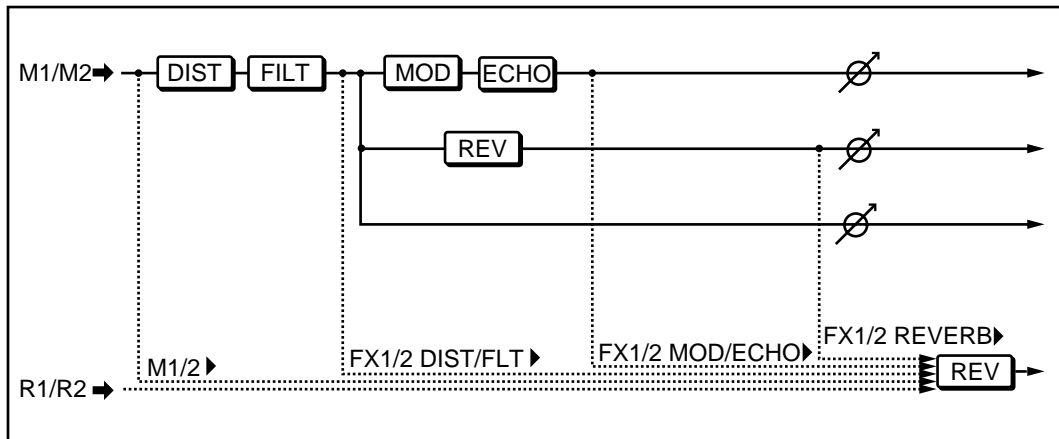 M1/M2 DIST FILT MOD ECHO
REV
FX1/2 REVERB
M1/2 FX1/2 DIST/FLT FX1/2 MOD/ECHO
REV
R1/R2